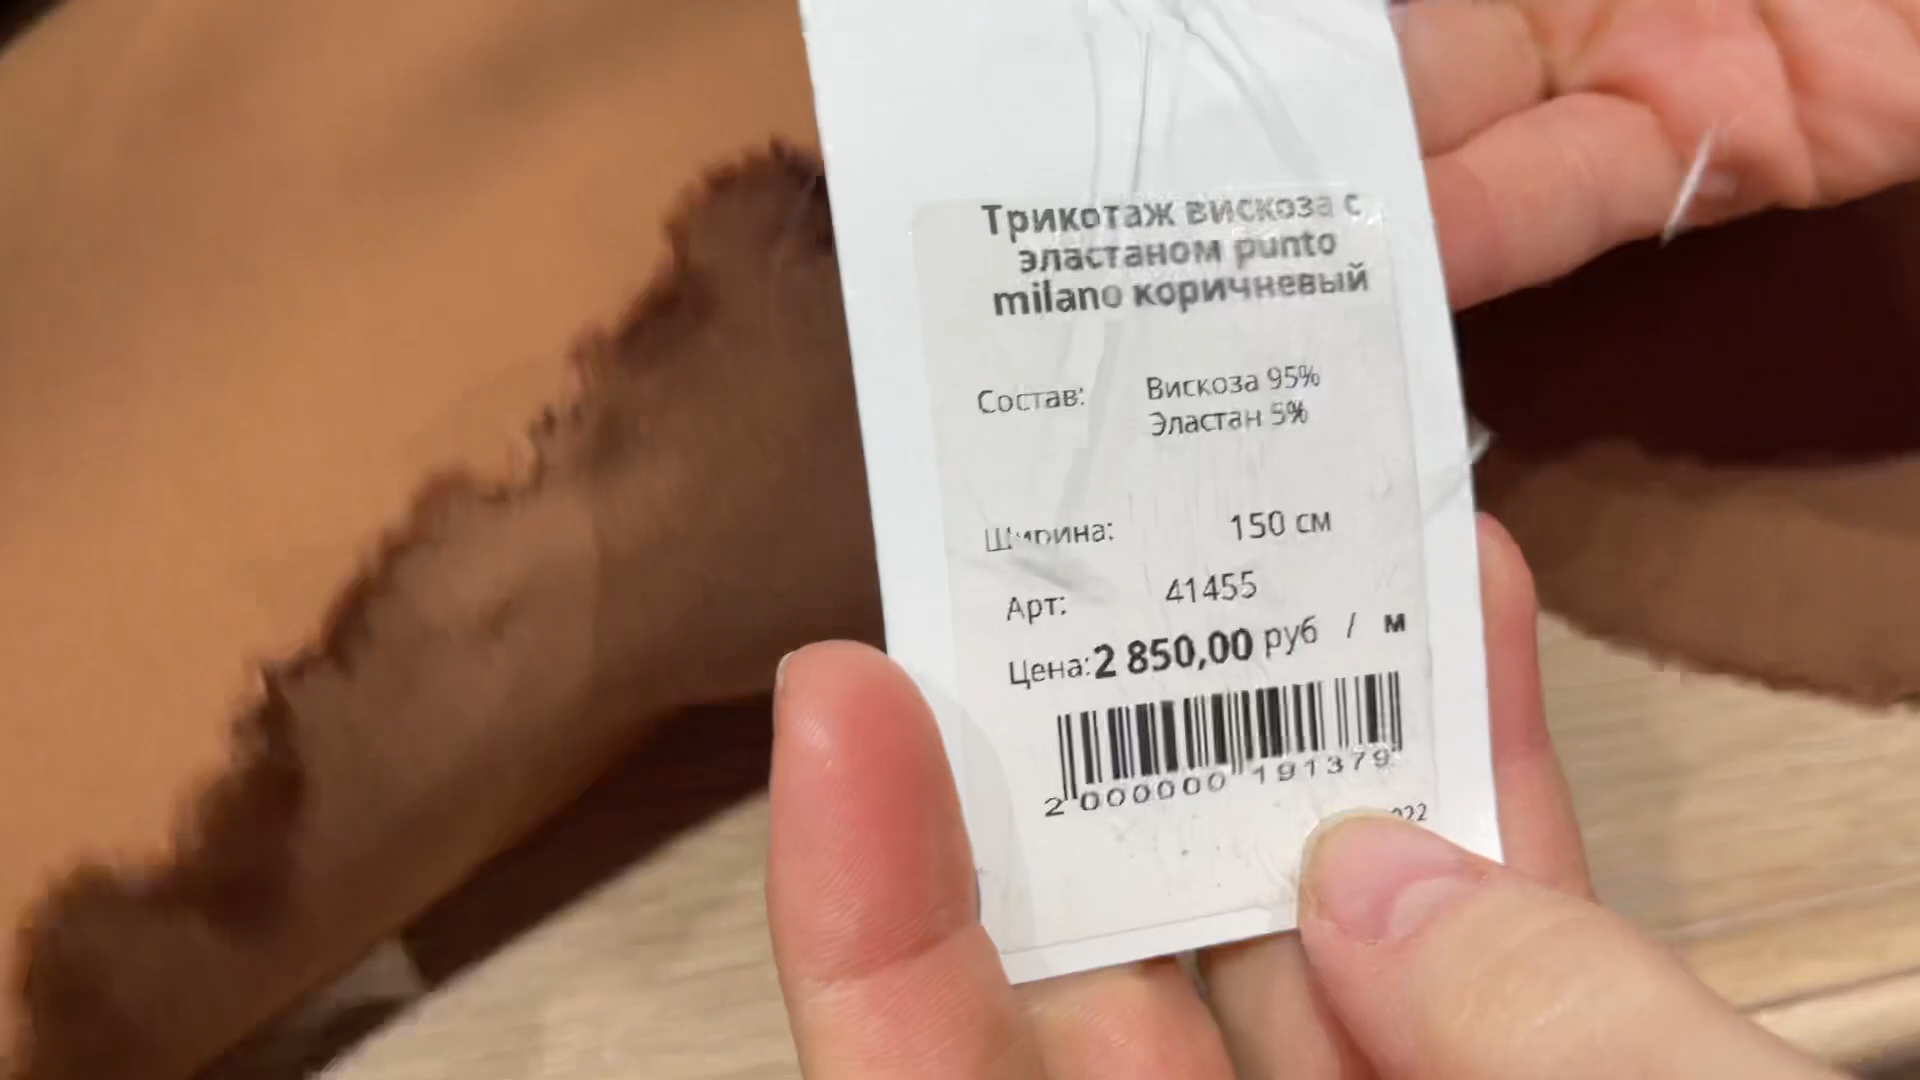 Трикотаж вискоза с
эластаном punto
milano коричневый
Состав: Вискоза 95%
Эластан 5%
Ширина: 150 см
Арт: 41455
Цена: 2 850,00 руб / м
2 000000 191379